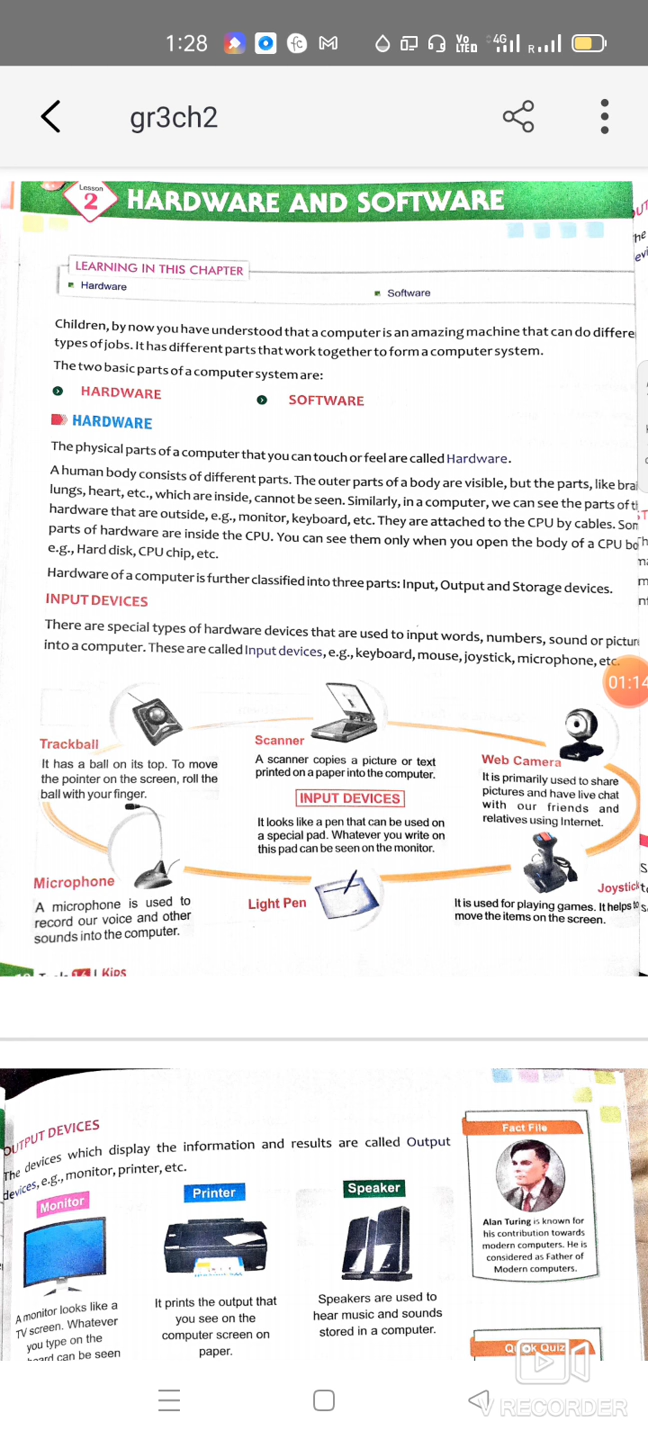 1:28
fc
M
Vo
LTED
4G
R
gr3ch2
Lesson
2
HARDWARE AND SOFTWARE
LEARNING IN THIS CHAPTER
Hardware
Software
Children, by now you have understood that a computer is an amazing machine that can do differe
types of jobs. It has different parts that work together to form a computer system.
The two basic parts of a computer system are:
HARDWARE
SOFTWARE
HARDWARE
The physical parts of a computer that you can touch or feel are called Hardware.
A human body consists of different parts. The outer parts of a body are visible, but the parts, like brai
lungs, heart, etc., which are inside, cannot be seen. Similarly, in a computer, we can see the parts of th
hardware that are outside, e.g., monitor, keyboard, etc. They are attached to the CPU by cables. Som
parts of hardware are inside the CPU. You can see them only when you open the body of a CPU bo
e.g., Hard disk, CPU chip, etc.
Hardware of a computer is further classified into three parts: Input, Output and Storage devices.
INPUT DEVICES
There are special types of hardware devices that are used to input words, numbers, sound or picture
into a computer. These are called Input devices, e.g., keyboard, mouse, joystick, microphone, etc.
01:14
Trackball
It has a ball on its top. To move
the pointer on the screen, roll the
ball with your finger.
Scanner
A scanner copies a picture or text
printed on a paper into the computer.
Web Camera
It is primarily used to share
pictures and have live chat
with our friends and
relatives using Internet.
INPUT DEVICES
It looks like a pen that can be used on
a special pad. Whatever you write on
this pad can be seen on the monitor.
Microphone
A microphone is used to
record our voice and other
sounds into the computer.
Light Pen
Joystick
It is used for playing games. It helps to
move the items on the screen.
Kips
OUTPUT DEVICES
The devices which display the information and results are called Output
devices, e.g., monitor, printer, etc.
Monitor
A monitor looks like a
TV screen. Whatever
you type on the
can be seen
Printer
It prints the output that
you see on the
computer screen on
paper.
Speaker
Speakers are used to
hear music and sounds
stored in a computer.
Fact File
Alan Turing is known for
his contribution towards
modern computers. He is
considered as Father of
Modern computers.
Quick Quiz
V RECORDER